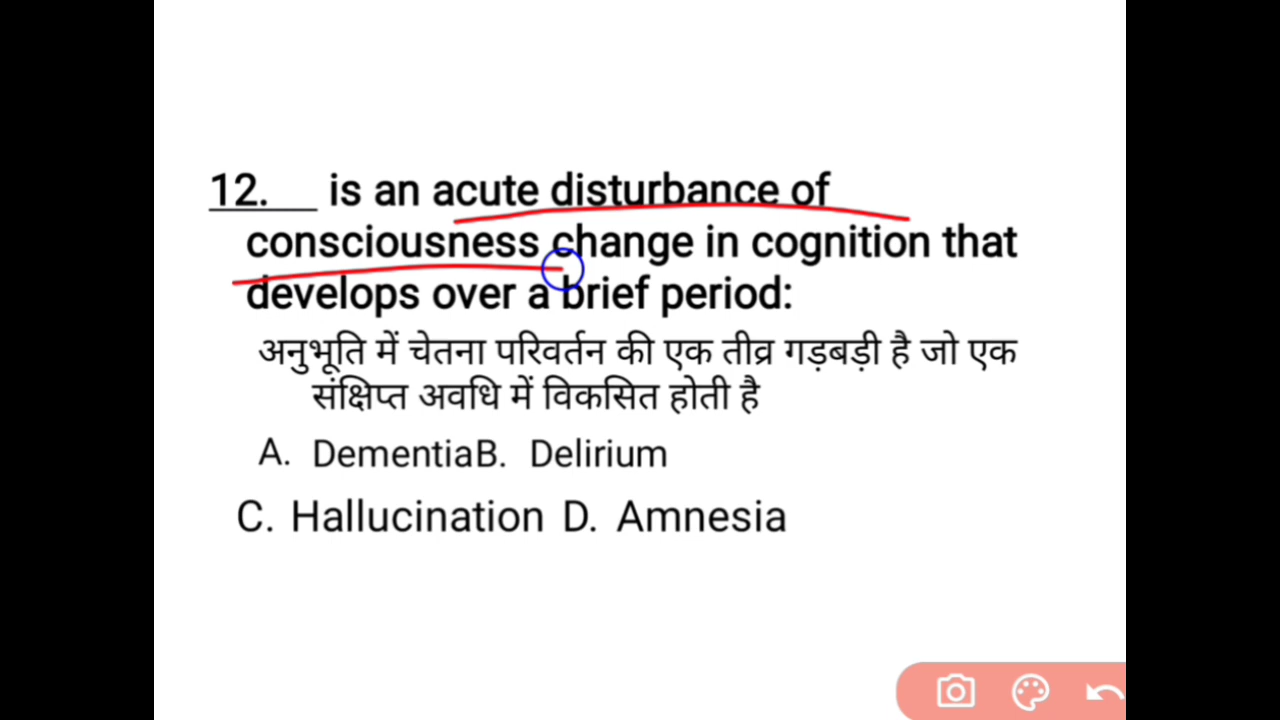 12. is an acute disturbance of
consciousness change in cognition that
develops over a brief period:
अनुभूति में चेतना परिवर्तन की एक तीव्र गड़बड़ी है जो एक
संक्षिप्त अवधि में विकसित होती है
A. DementiaB. Delirium
C. Hallucination D. Amnesia